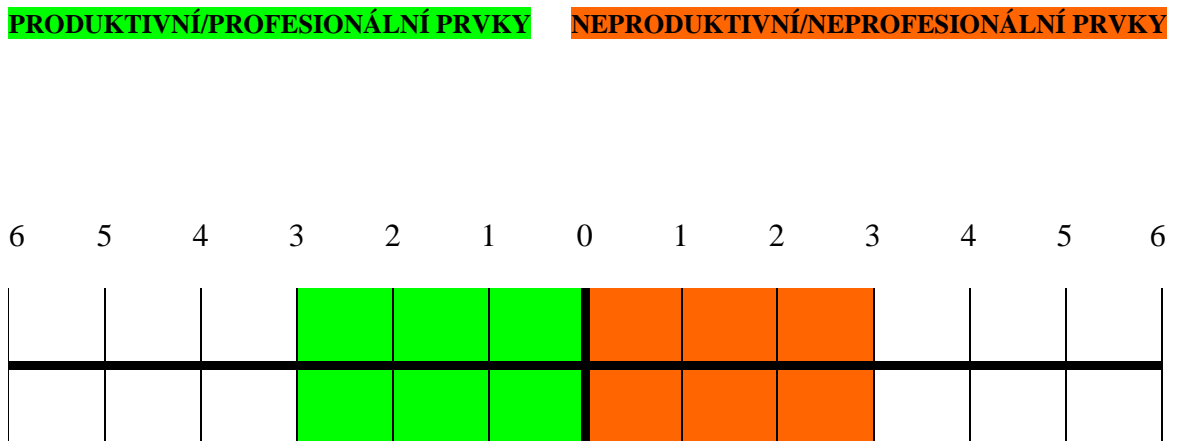 PRODUKTIVNÍ/PROFESIONÁLNÍ PRVKY NEPRODUKTIVNÍ/NEPROFESIONÁLNÍ PRVKY
6 5 4 3 2 1 0 1 2 3 4 5 6